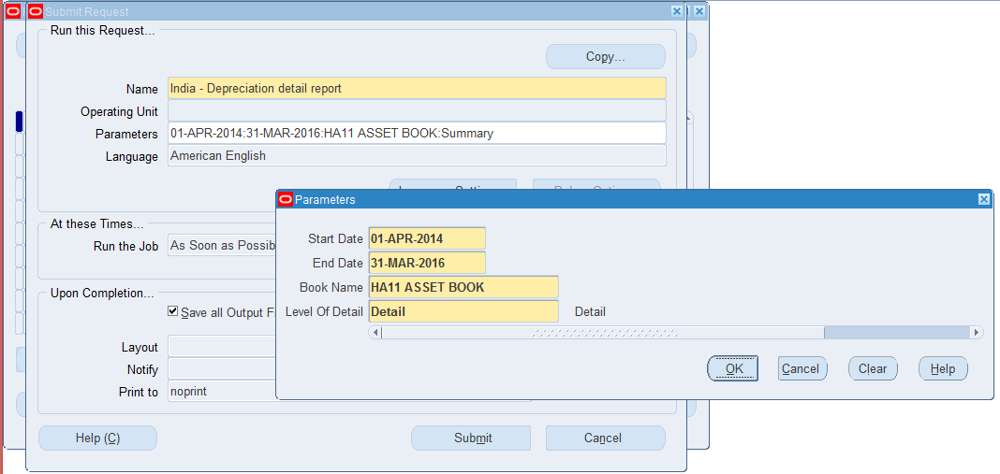 Submit Request
Run this Request...
Copy...
Name India - Depreciation detail report
Operating Unit
Parameters 01-APR-2014:31-MAR-2016:HA11 ASSET BOOK:Summary
Language American English
Parameters
At these Times...
Run the Job As Soon as Possib
Start Date 01-APR-2014
End Date 31-MAR-2016
Book Name HA11 ASSET BOOK
Level Of Detail Detail Detail
Upon Completion...
Save all Output F
Layout
Notify
Print to noprint
OK Cancel Clear Help
Help (C) Submit Cancel